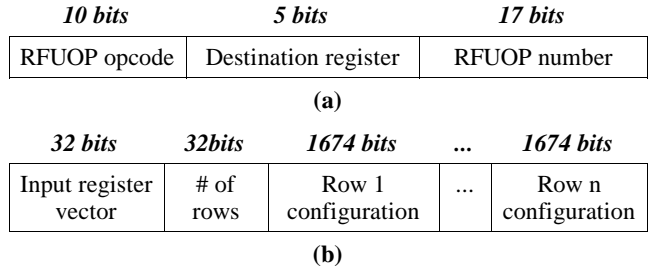 10 bits 5 bits 17 bits
RFUOP opcode Destination register RFUOP number
(a)
32 bits 32bits 1674 bits ... 1674 bits
Input register # of Row 1 ... Row n
vector rows configuration configuration
(b)